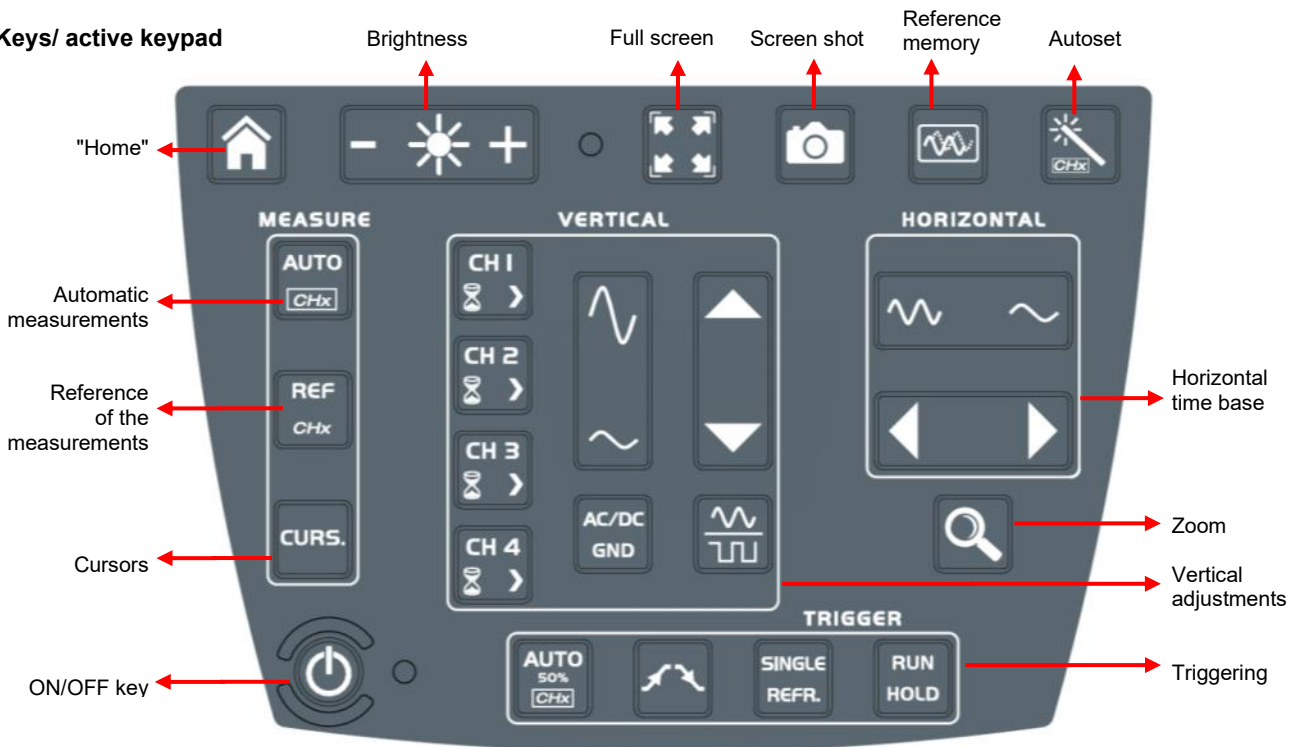 Keys/ active keypad
Brightness
Full screen
Screen shot
Reference
memory
Autoset
"Home"
- +
CHx
MEASURE
VERTICAL
HORIZONTAL
AUTO
CHx
Automatic
measurements
REF
CHx
Reference
of the
measurements
CURS.
Cursors
CH 1
CH 2
CH 3
CH 4
AC/DC
GND
Horizontal
time base
Zoom
Vertical
adjustments
TRIGGER
AUTO
50%
CHx
SINGLE
REFR.
RUN
HOLD
Triggering
ON/OFF key